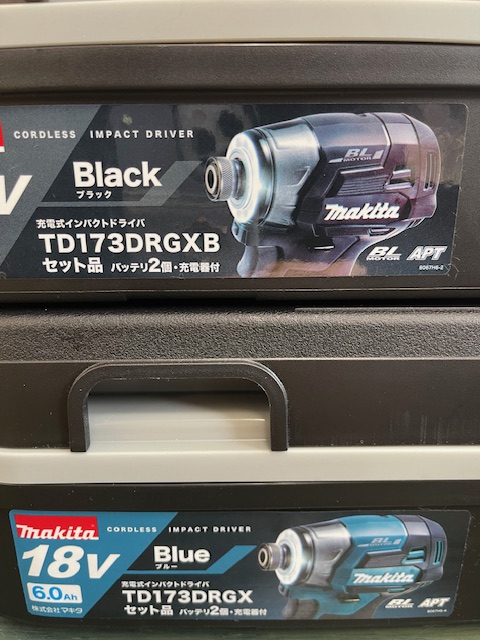 CORDLESS IMPACT DRIVER
V
Black
ブラック
充電式インパクトドライバ
TD173DRGXB
セット品 バッテリ2個・充電器付
BL
MOTOR
makita
BL
MOTOR
APT
makita
CORDLESS IMPACT DRIVER
18V
6.0Ah
株式会社マキタ
Blue
ブルー
充電式インパクトドライバ
TD173DRGX
セット品 バッテリ2個・充電器付
BL
MOTOR
makita
BL
MOTOR
APT